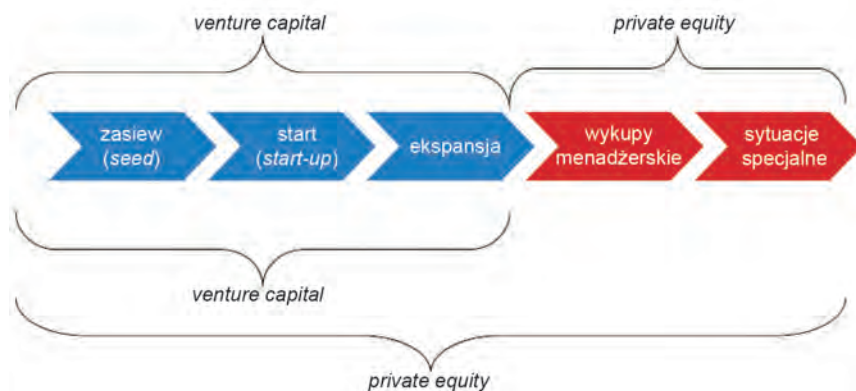 venture capital
private equity
zasiew
(seed)
start
(start-up)
ekspansja
wykupy
menadżerskie
sytuacje
specjalne
venture capital
private equity